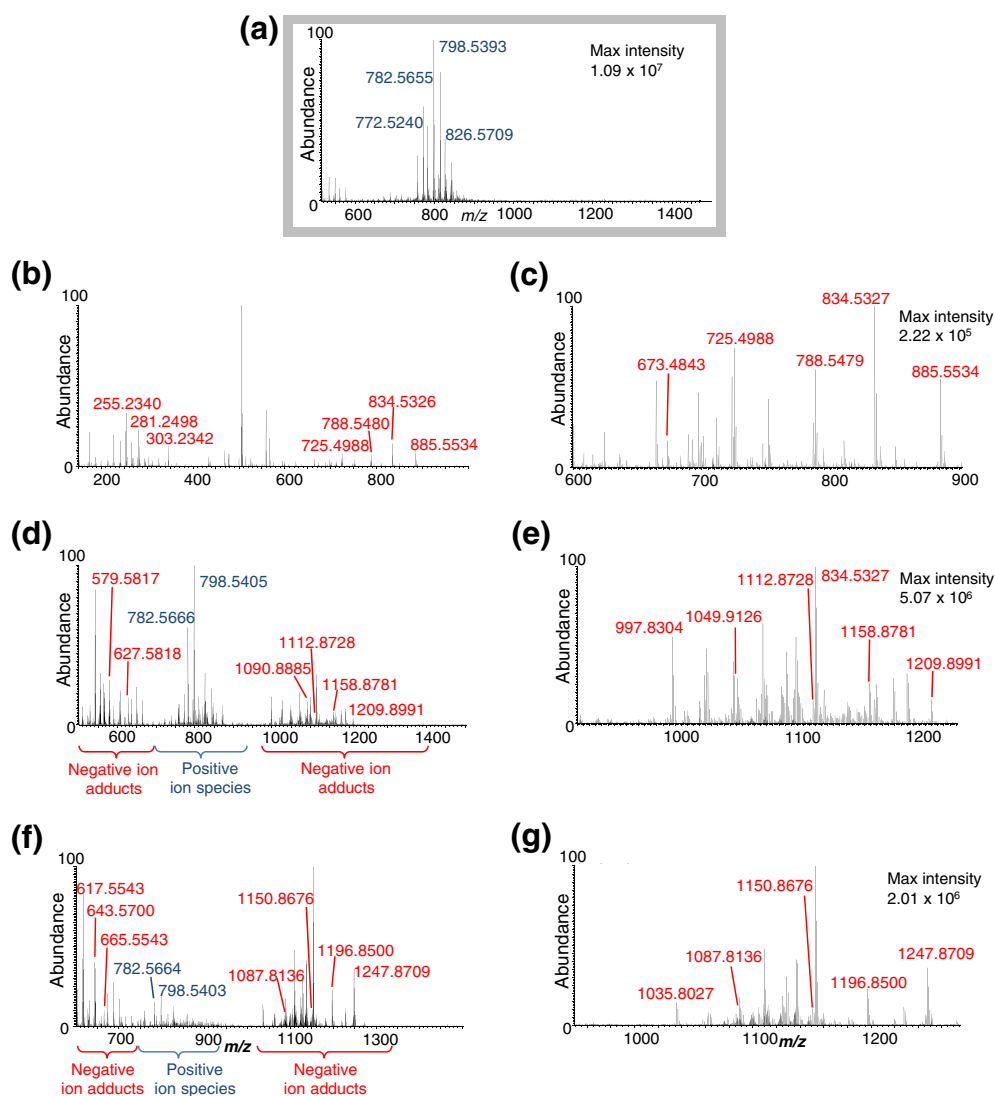 (a)
100
798.5393
Max intensity
1.09 x 10⁷
782.5655
772.5240
826.5709
Abundance
0
600
800
m/z
1000
1200
1400
(b)
100
Abundance
255.2340
281.2498
303.2342
834.5326
788.5480
725.4988
885.5534
0
200
400
600
800
(c)
100
834.5327
Max intensity
2.22 x 10⁵
725.4988
673.4843
788.5479
885.5534
Abundance
0
600
700
800
900
(d)
100
579.5817
798.5405
782.5666
627.5818
1112.8728
1090.8885
1158.8781
1209.8991
Abundance
0
600
800
1000
1200
1400
Negative ion
adducts
Positive
ion species
Negative ion
adducts
(e)
100
1112.8728
834.5327
Max intensity
5.07 x 10⁶
1049.9126
997.8304
1158.8781
1209.8991
Abundance
0
1000
1100
1200
(f)
100
617.5543
643.5700
665.5543
782.5664
798.5403
1150.8676
1196.8500
1087.8136
1247.8709
Abundance
0
700
900
m/z
1100
1300
Negative
ion adducts
Positive
ion species
Negative
ion adducts
(g)
100
1150.8676
Max intensity
2.01 x 10⁶
1087.8136
1035.8027
1247.8709
1196.8500
Abundance
0
1000
1100
m/z
1200